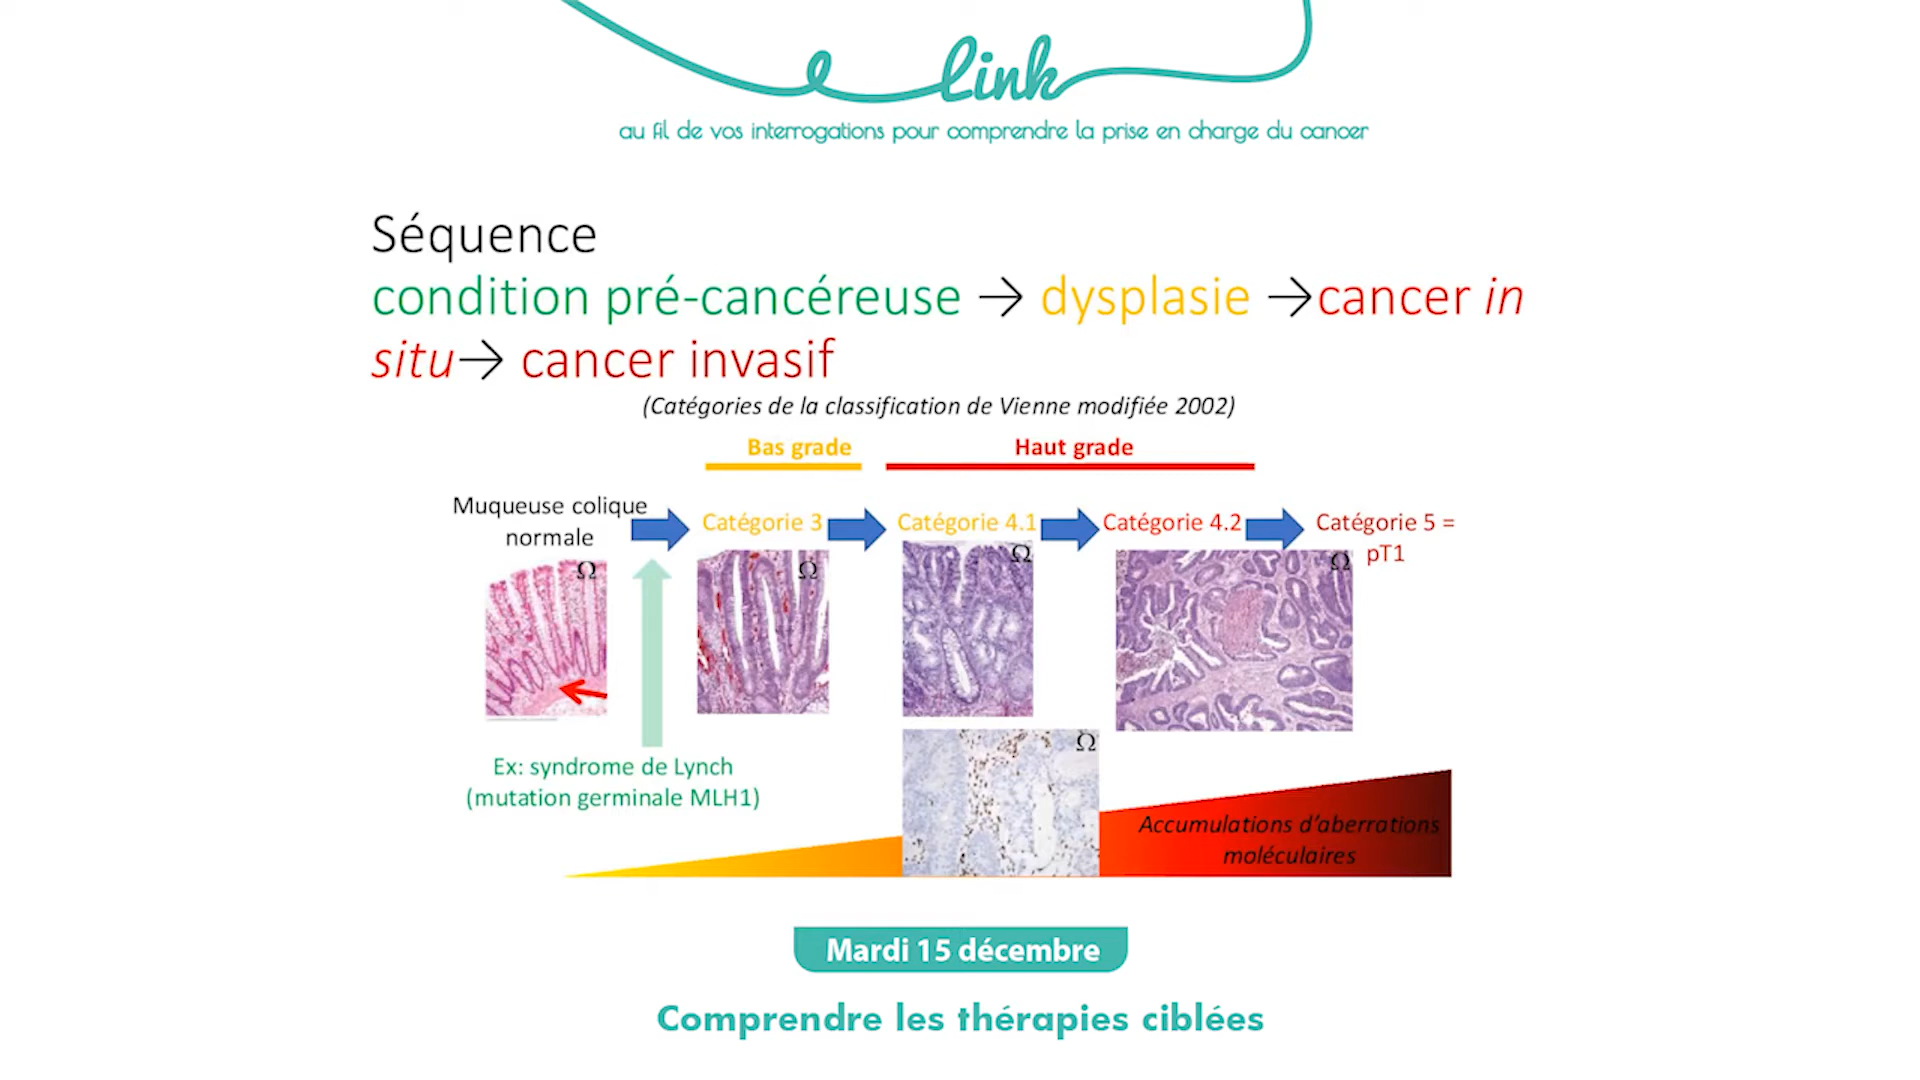 e link
au fil de vos interrogations pour comprendre la prise en charge du cancer
Séquence
condition pré-cancéreuse → dysplasie →cancer in
situ→ cancer invasif
(Catégories de la classification de Vienne modifiée 2002)
Bas grade
Haut grade
Muqueuse colique
normale
Catégorie 3
Catégorie 4.1
Catégorie 4.2
Catégorie 5 =
pT1
Ω
Ω
Ω
Ω
Ω
Ex: syndrome de Lynch
(mutation germinale MLH1)
Accumulations d’aberrations
moléculaires
Mardi 15 décembre
Comprendre les thérapies ciblées